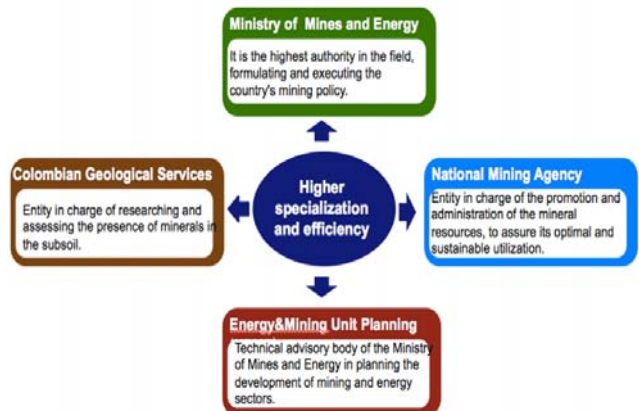 Ministry of Mines and Energy
It is the highest authority in the field,
formulating and executing the
country's mining policy.
Colombian Geological Services
Entity in charge of researching and
assessing the presence of minerals in
the subsoil.
Higher
specialization
and efficiency
National Mining Agency
Entity in charge of the promotion and
administration of the mineral
resources, to assure its optimal and
sustainable utilization.
Energy&Mining Unit Planning
Technical advisory body of the Ministry
of Mines and Energy in planning the
development of mining and energy
sectors.